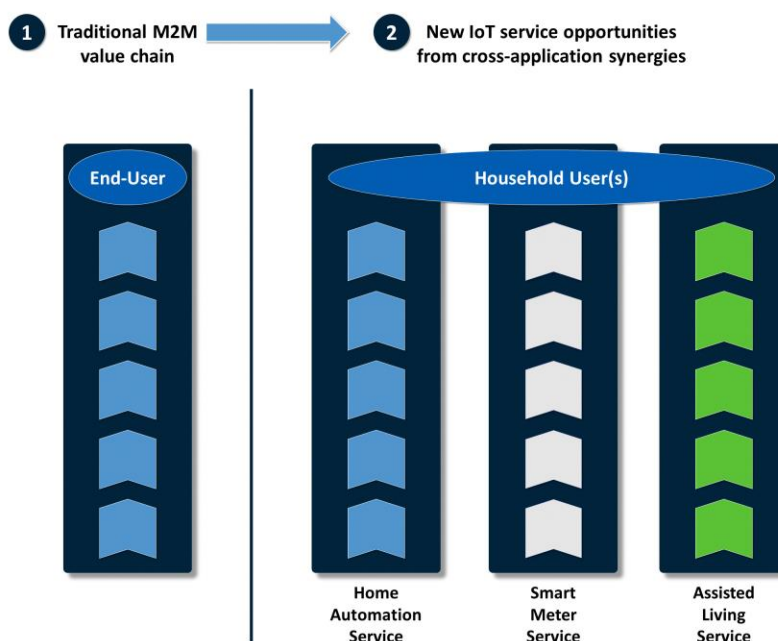 1
Traditional M2M
value chain
2
New IoT service opportunities
from cross-application synergies
End-User
Household User(s)
Home
Automation
Service
Smart
Meter
Service
Assisted
Living
Service